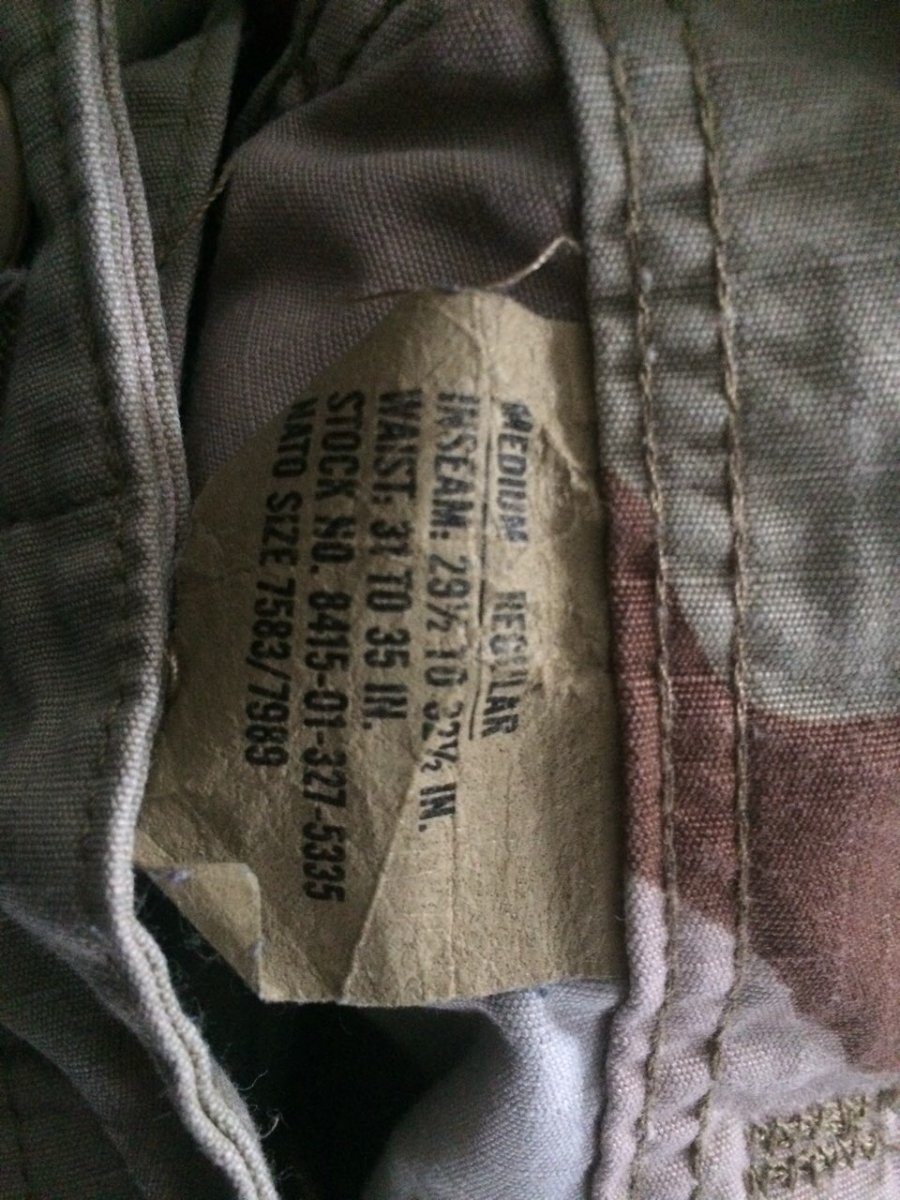 MEDIUM - REGULAR
INSEAM: 29½ TO 32½ IN.
WAIST: 31 TO 35 IN.
STOCK NO. 8415-01-327-5335
NATO SIZE 7583/7989